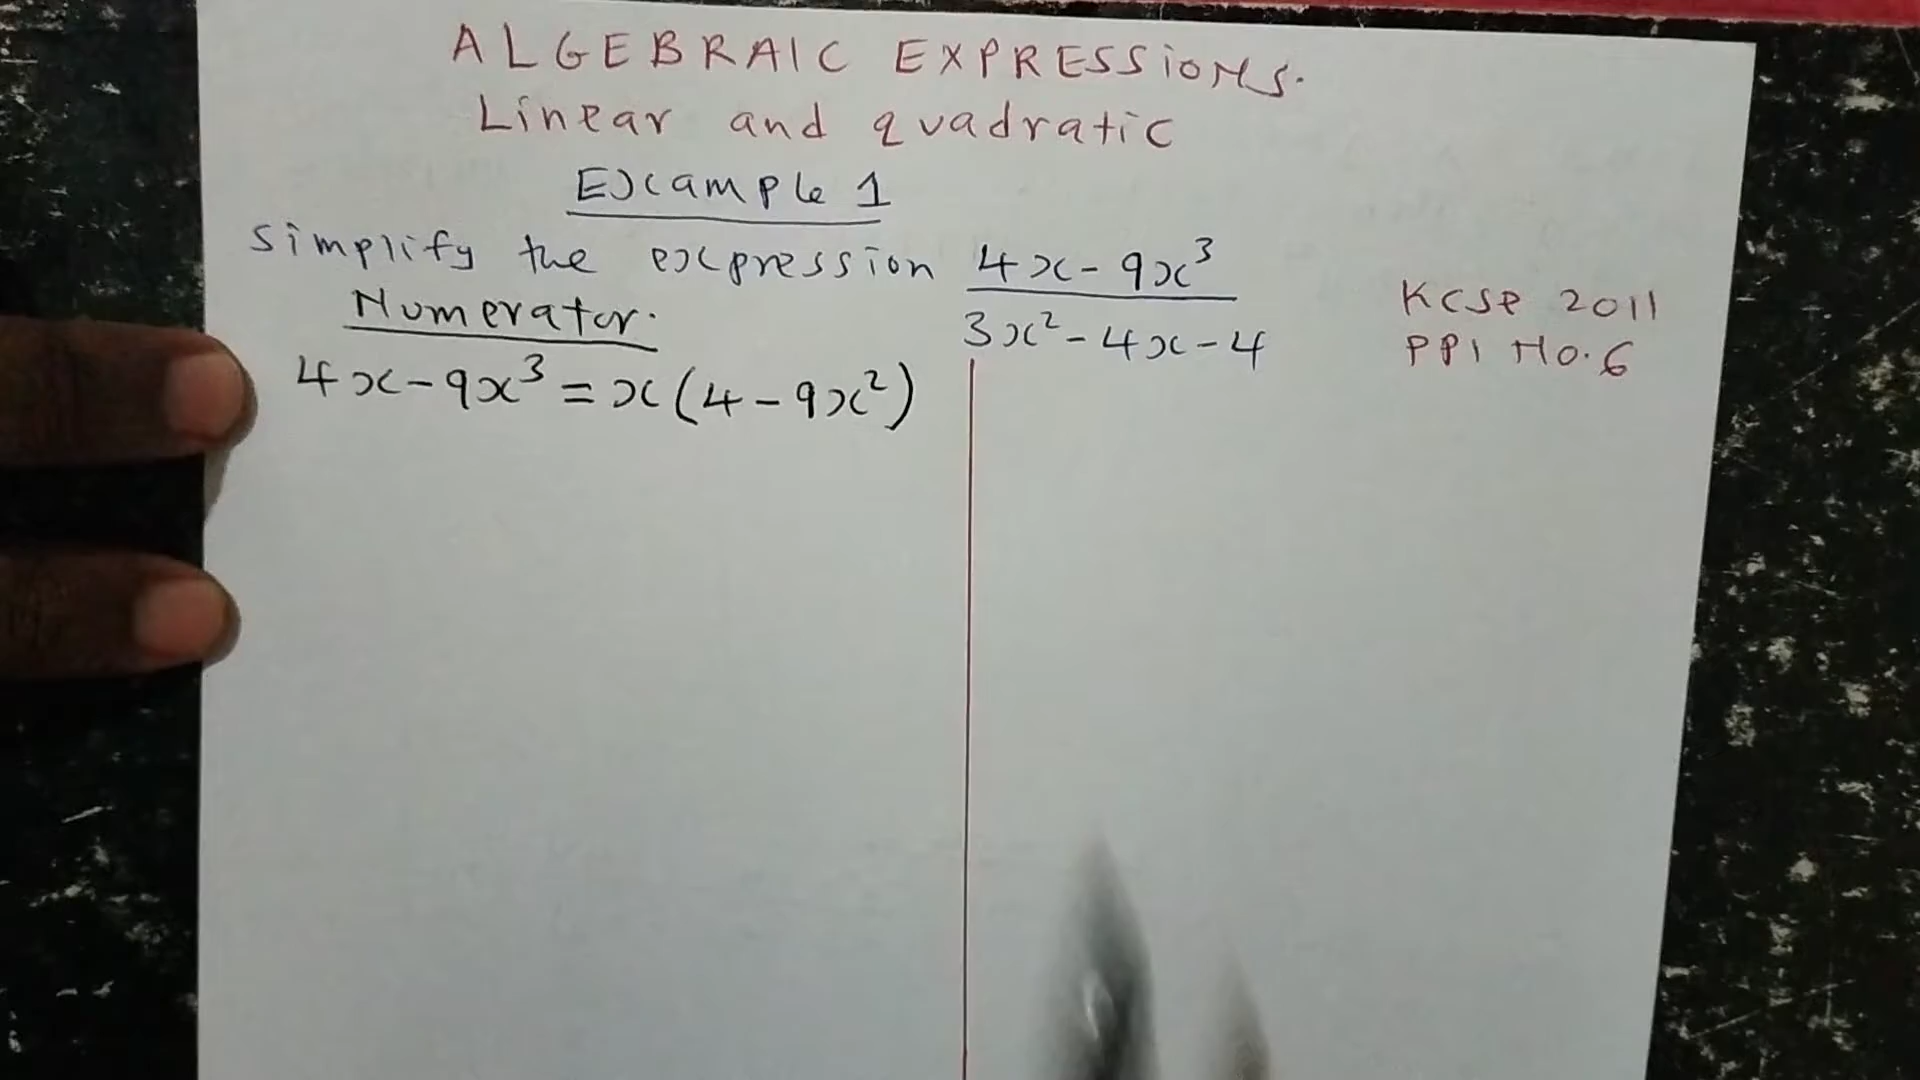 ALGEBRAIC EXPRESSIONS.
Linear and quadratic
Example 1
Simplify the expression 4x - 9x³
3x² - 4x - 4
KCSE 2011
PP1 NO. 6
Numerator.
4x - 9x³ = x(4 - 9x²)